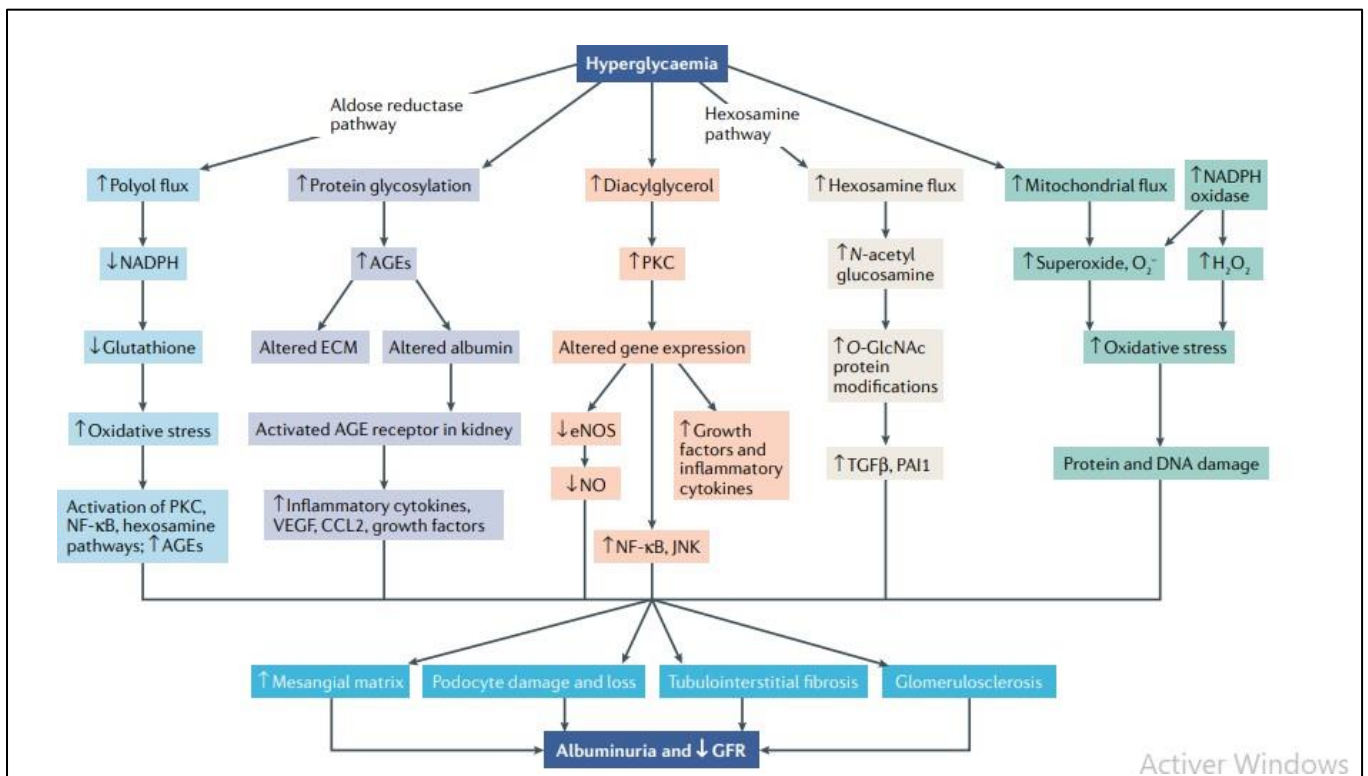 Hyperglycaemia
Aldose reductase
pathway
Hexosamine
pathway
↑Polyol flux
↑Protein glycosylation
↑Diacylglycerol
↑Hexosamine flux
↑Mitochondrial flux
↑NADPH
oxidase
↓NADPH
↑AGEs
↑PKC
↑N-acetyl
glucosamine
↑Superoxide, O₂⁻
↑H₂O₂
↓Glutathione
Altered ECM
Altered albumin
Altered gene expression
↑O-GlcNAc
protein
modifications
↑Oxidative stress
↑Oxidative stress
Activated AGE receptor in kidney
↓eNOS
↓NO
↑Growth
factors and
inflammatory
cytokines
↑TGFβ, PAI1
Protein and DNA damage
Activation of PKC,
NF-κB, hexosamine
pathways; ↑AGEs
↑Inflammatory cytokines,
VEGF, CCL2, growth factors
↑NF-κB, JNK
↑Mesangial matrix
Podocyte damage and loss
Tubulointerstitial fibrosis
Glomerulosclerosis
Albuminuria and ↓GFR
Activer Windows